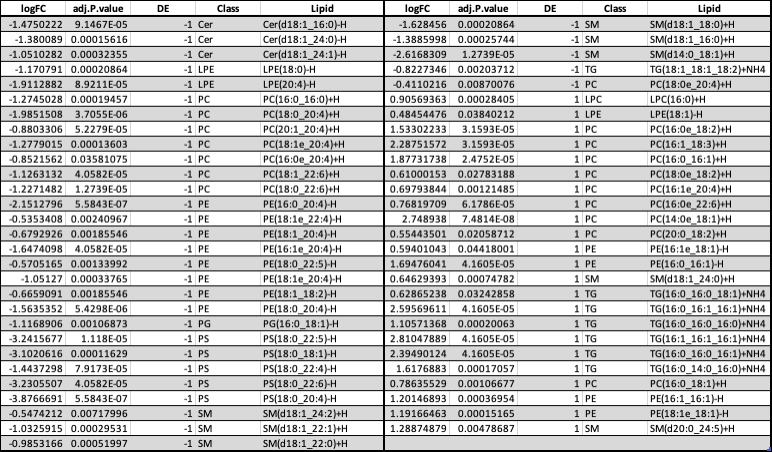 logFC adj.P.value DE Class Lipid logFC adj.P.value DE Class Lipid
-1.4750222 9.1467E-05 -1 Cer Cer(d18:1_16:0)-H -1.628456 0.00020864 -1 SM SM(d18:1_18:0)+H
-1.380089 0.00015616 -1 Cer Cer(d18:1_24:0)-H -1.3885998 0.00025744 -1 SM SM(d18:1_16:0)+H
-1.0510282 0.00032355 -1 Cer Cer(d18:1_24:1)-H -2.6168309 1.2739E-05 -1 SM SM(d14:0_18:1)+H
-1.170791 0.00020864 -1 LPE LPE(18:0)-H -0.8227346 0.00203712 -1 TG TG(18:1_18:1_18:2)+NH4
-1.9112882 8.9211E-05 -1 LPE LPE(20:4)-H -0.4110216 0.00870076 -1 PC PC(18:0e_20:4)+H
-1.2745028 0.00019457 -1 PC PC(16:0_16:0)+H 0.90569363 0.00028405 1 LPC LPC(16:0)+H
-1.9851508 3.7055E-06 -1 PC PC(18:0_20:4)+H 0.48454476 0.03840212 1 LPE LPE(18:1)-H
-0.8803306 5.2279E-05 -1 PC PC(20:1_20:4)+H 1.53302233 3.1593E-05 1 PC PC(16:0e_18:2)+H
-1.2779015 0.00013603 -1 PC PC(18:1e_20:4)+H 2.28751572 3.1593E-05 1 PC PC(16:1_18:3)+H
-0.8521562 0.03581075 -1 PC PC(16:0e_20:4)+H 1.87731738 2.4752E-05 1 PC PC(16:0_16:1)+H
-1.1263132 4.0582E-05 -1 PC PC(18:1_22:6)+H 0.61000153 0.02783188 1 PC PC(18:0e_18:2)+H
-1.2271482 1.2739E-05 -1 PC PC(18:0_22:6)+H 0.69793844 0.00121485 1 PC PC(16:1e_20:4)+H
-2.1512796 5.5843E-07 -1 PE PE(16:0_20:4)-H 0.76819709 6.1786E-05 1 PC PC(16:0e_22:6)+H
-0.5353408 0.00240967 -1 PE PE(18:1e_22:4)-H 2.748938 7.4814E-08 1 PC PC(14:0e_18:1)+H
-0.6792926 0.00185546 -1 PE PE(18:1_20:4)-H 0.55443501 0.02058712 1 PC PC(20:0_18:2)+H
-1.6474098 4.0582E-05 -1 PE PE(16:1e_20:4)-H 0.59401043 0.04418001 1 PE PE(16:1e_18:1)-H
-0.5705165 0.00133992 -1 PE PE(18:0_22:5)-H 1.69476041 4.1605E-05 1 PE PE(16:0_16:1)-H
-1.05127 0.00033765 -1 PE PE(18:1e_20:4)-H 0.64629393 0.00074782 1 SM SM(d18:1_24:0)+H
-0.6659091 0.00185546 -1 PE PE(18:1_18:2)-H 0.62865238 0.03242858 1 TG TG(16:0_16:0_18:1)+NH4
-1.5635352 5.4298E-06 -1 PE PE(18:0_20:4)-H 2.59569611 4.1605E-05 1 TG TG(16:0_16:1_16:1)+NH4
-1.1168906 0.00106873 -1 PG PG(16:0_18:1)-H 1.10571368 0.00020063 1 TG TG(16:0_16:0_16:0)+NH4
-3.2415677 1.118E-05 -1 PS PS(18:0_22:5)-H 2.81047889 4.1605E-05 1 TG TG(16:1_16:1_16:1)+NH4
-3.1020616 0.00011629 -1 PS PS(18:0_18:1)-H 2.39490124 4.1605E-05 1 TG TG(16:0_16:0_16:1)+NH4
-1.4437298 7.9173E-05 -1 PS PS(18:0_22:4)-H 1.6176883 0.00017057 1 TG TG(16:0_14:0_16:0)+NH4
-3.2305507 4.0582E-05 -1 PS PS(18:0_22:6)-H 0.78635529 0.00106677 1 PC PC(16:0_18:1)+H
-3.8766691 5.5843E-07 -1 PS PS(18:0_20:4)-H 1.20146893 0.00036954 1 PE PE(16:1_16:1)-H
-0.5474212 0.00717996 -1 SM SM(d18:1_24:2)+H 1.19166463 0.00015165 1 PE PE(18:1e_18:1)-H
-1.0325915 0.00029531 -1 SM SM(d18:1_22:1)+H 1.28874879 0.00478687 1 SM SM(d20:0_24:5)+H
-0.9853166 0.00051997 -1 SM SM(d18:1_22:0)+H